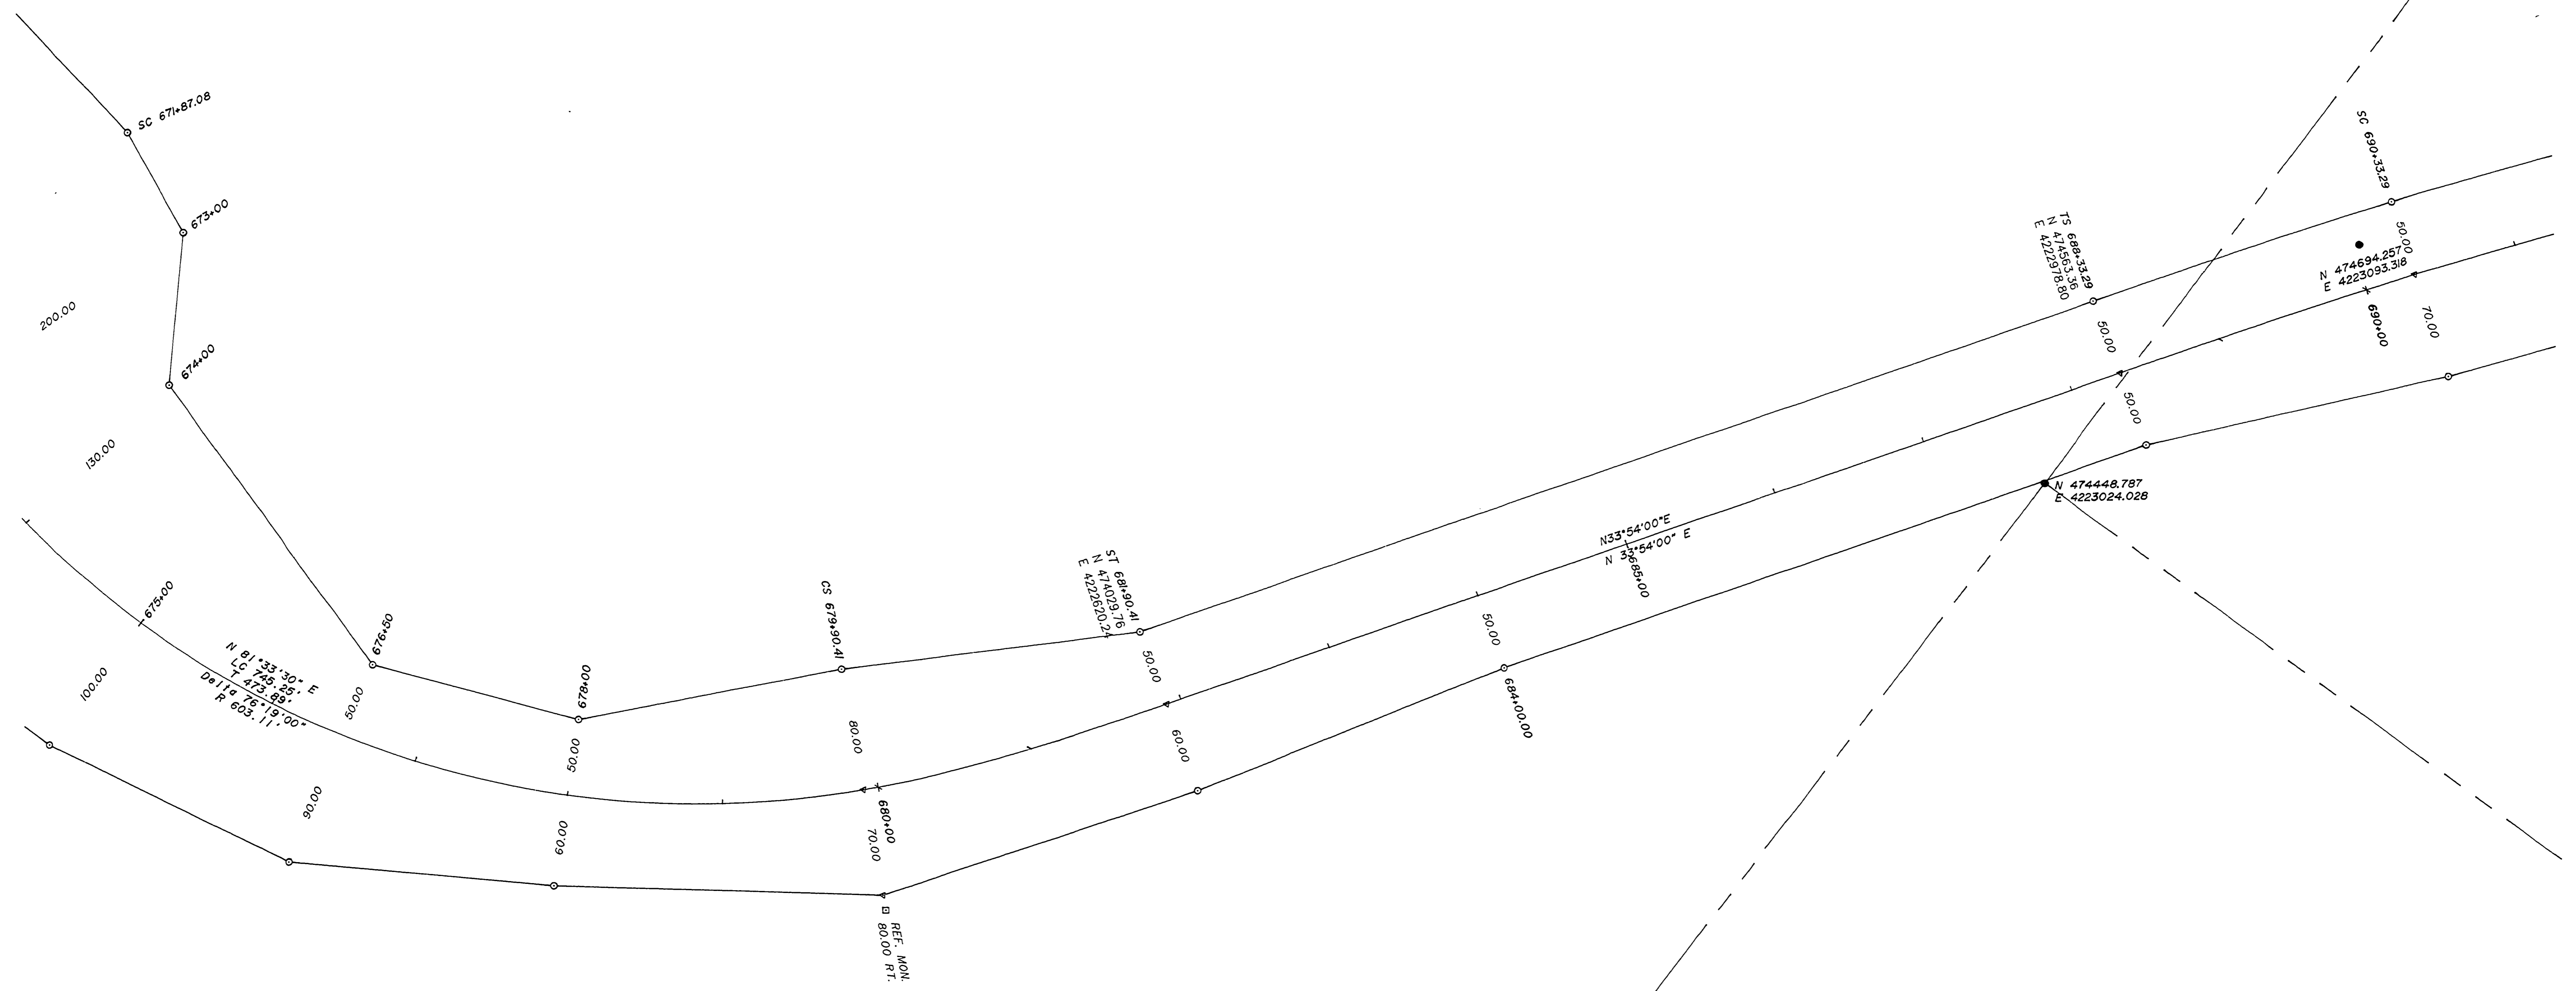 SC 671+87.08
673+00
200.00
674+00
130.00
675+00
100.00
N 81°33'30" E
LC 745.25'
T 473.89'
Delta 76°19'00"
R 603.11'
676+50
50.00
90.00
678+00
50.00
60.00
CS 679+90.41
80.00
680+00
70.00
REF. MON.
80.00 RT.
ST 681+90.41
N 474029.76
E 4222620.24
50.00
60.00
50.00
684+00.00
N33°54'00"E
N 33°54'00" E
685+00
TS 688+33.29
N 474563.36
E 4222978.80
50.00
50.00
N 474448.787
E 4223024.028
SC 690+33.29
50.00
N 474694.257
E 4223093.318
690+00
70.00